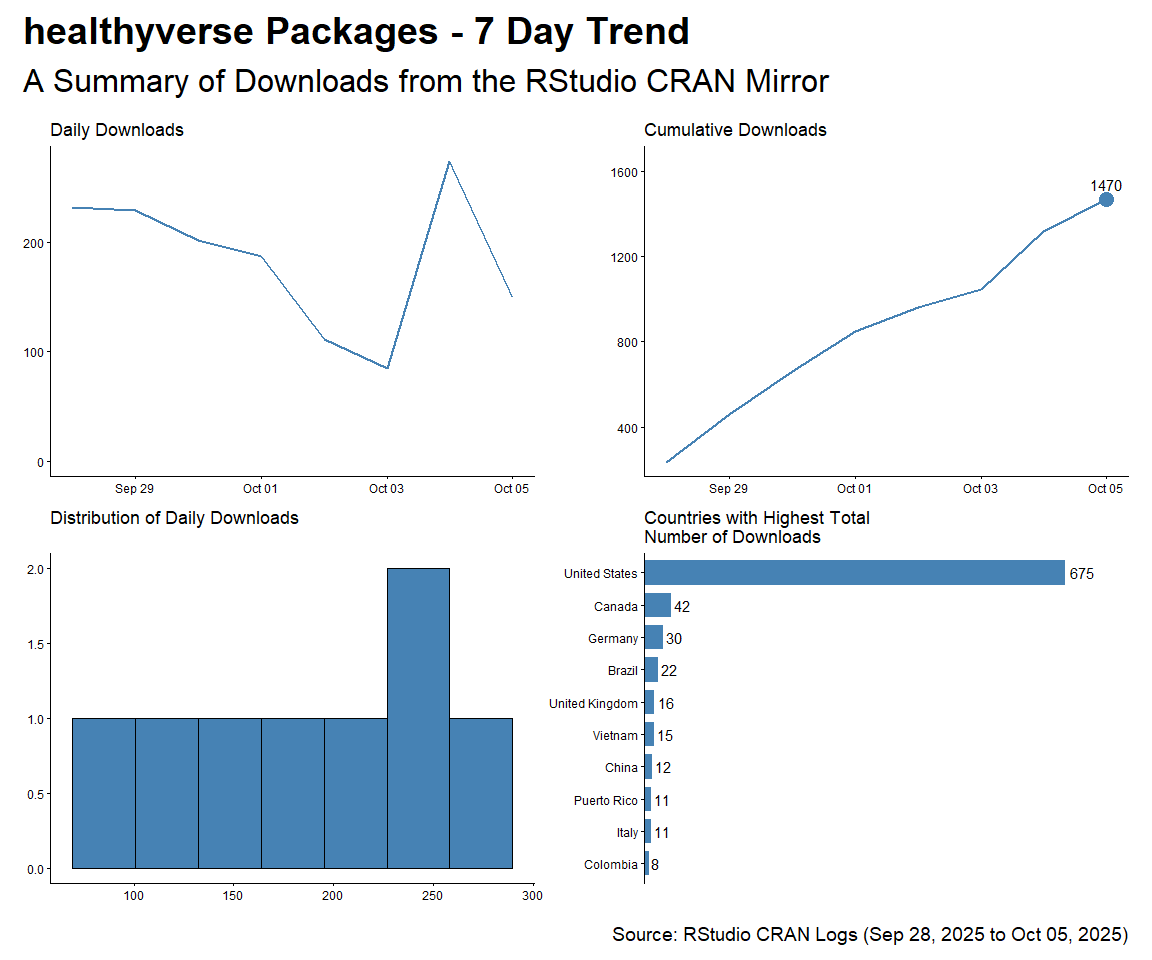 healthyverse Packages - 7 Day Trend
A Summary of Downloads from the RStudio CRAN Mirror
Daily Downloads
200
100
0
Sep 29 Oct 01 Oct 03 Oct 05
Cumulative Downloads
1600
1200
800
400
1470
Sep 29 Oct 01 Oct 03 Oct 05
Distribution of Daily Downloads
2.0
1.5
1.0
0.5
0.0
100 150 200 250 300
Countries with Highest Total
Number of Downloads
United States 675
Canada 42
Germany 30
Brazil 22
United Kingdom 16
Vietnam 15
China 12
Puerto Rico 11
Italy 11
Colombia 8
Source: RStudio CRAN Logs (Sep 28, 2025 to Oct 05, 2025)